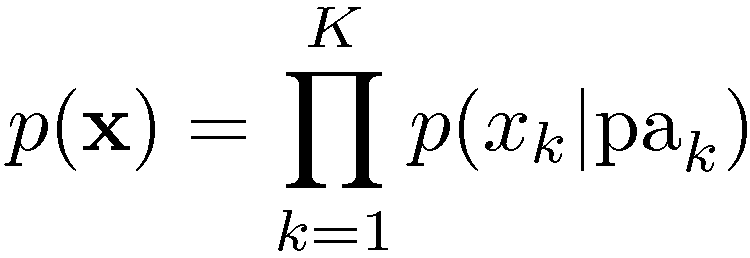 p(𝐱) = ∏_{k=1}^{K} p(x_k|pa_k)